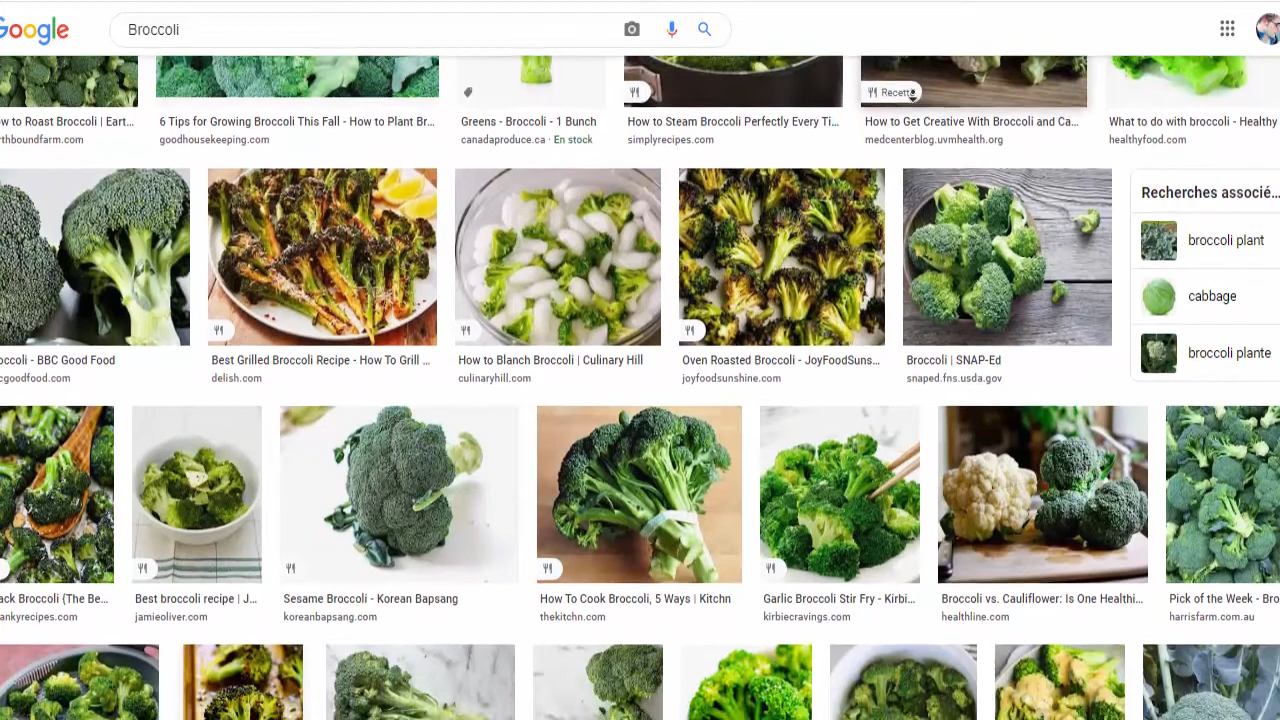 Google
Broccoli
Recette
w to Roast Broccoli | Eart...
rthboundfarm.com
6 Tips for Growing Broccoli This Fall - How to Plant Br...
goodhousekeeping.com
Greens - Broccoli - 1 Bunch
canadaproduce.ca · En stock
How to Steam Broccoli Perfectly Every Ti...
simplyrecipes.com
How to Get Creative With Broccoli and Ca...
medcenterblog.uvmhealth.org
What to do with broccoli - Healthy
healthyfood.com
Recherches associé...
broccoli plant
cabbage
broccoli plante
occoli - BBC Good Food
cgoodfood.com
Best Grilled Broccoli Recipe - How To Grill ...
delish.com
How to Blanch Broccoli | Culinary Hill
culinaryhill.com
Oven Roasted Broccoli - JoyFoodSuns...
joyfoodsunshine.com
Broccoli | SNAP-Ed
snaped.fns.usda.gov
ack Broccoli {The Be...
ankyrecipes.com
Best broccoli recipe | J...
jamieoliver.com
Sesame Broccoli - Korean Bapsang
koreanbapsang.com
How To Cook Broccoli, 5 Ways | Kitchn
thekitchn.com
Garlic Broccoli Stir Fry - Kirbi...
kirbiecravings.com
Broccoli vs. Cauliflower: Is One Healthi...
healthline.com
Pick of the Week - Bro
harrisfarm.com.au